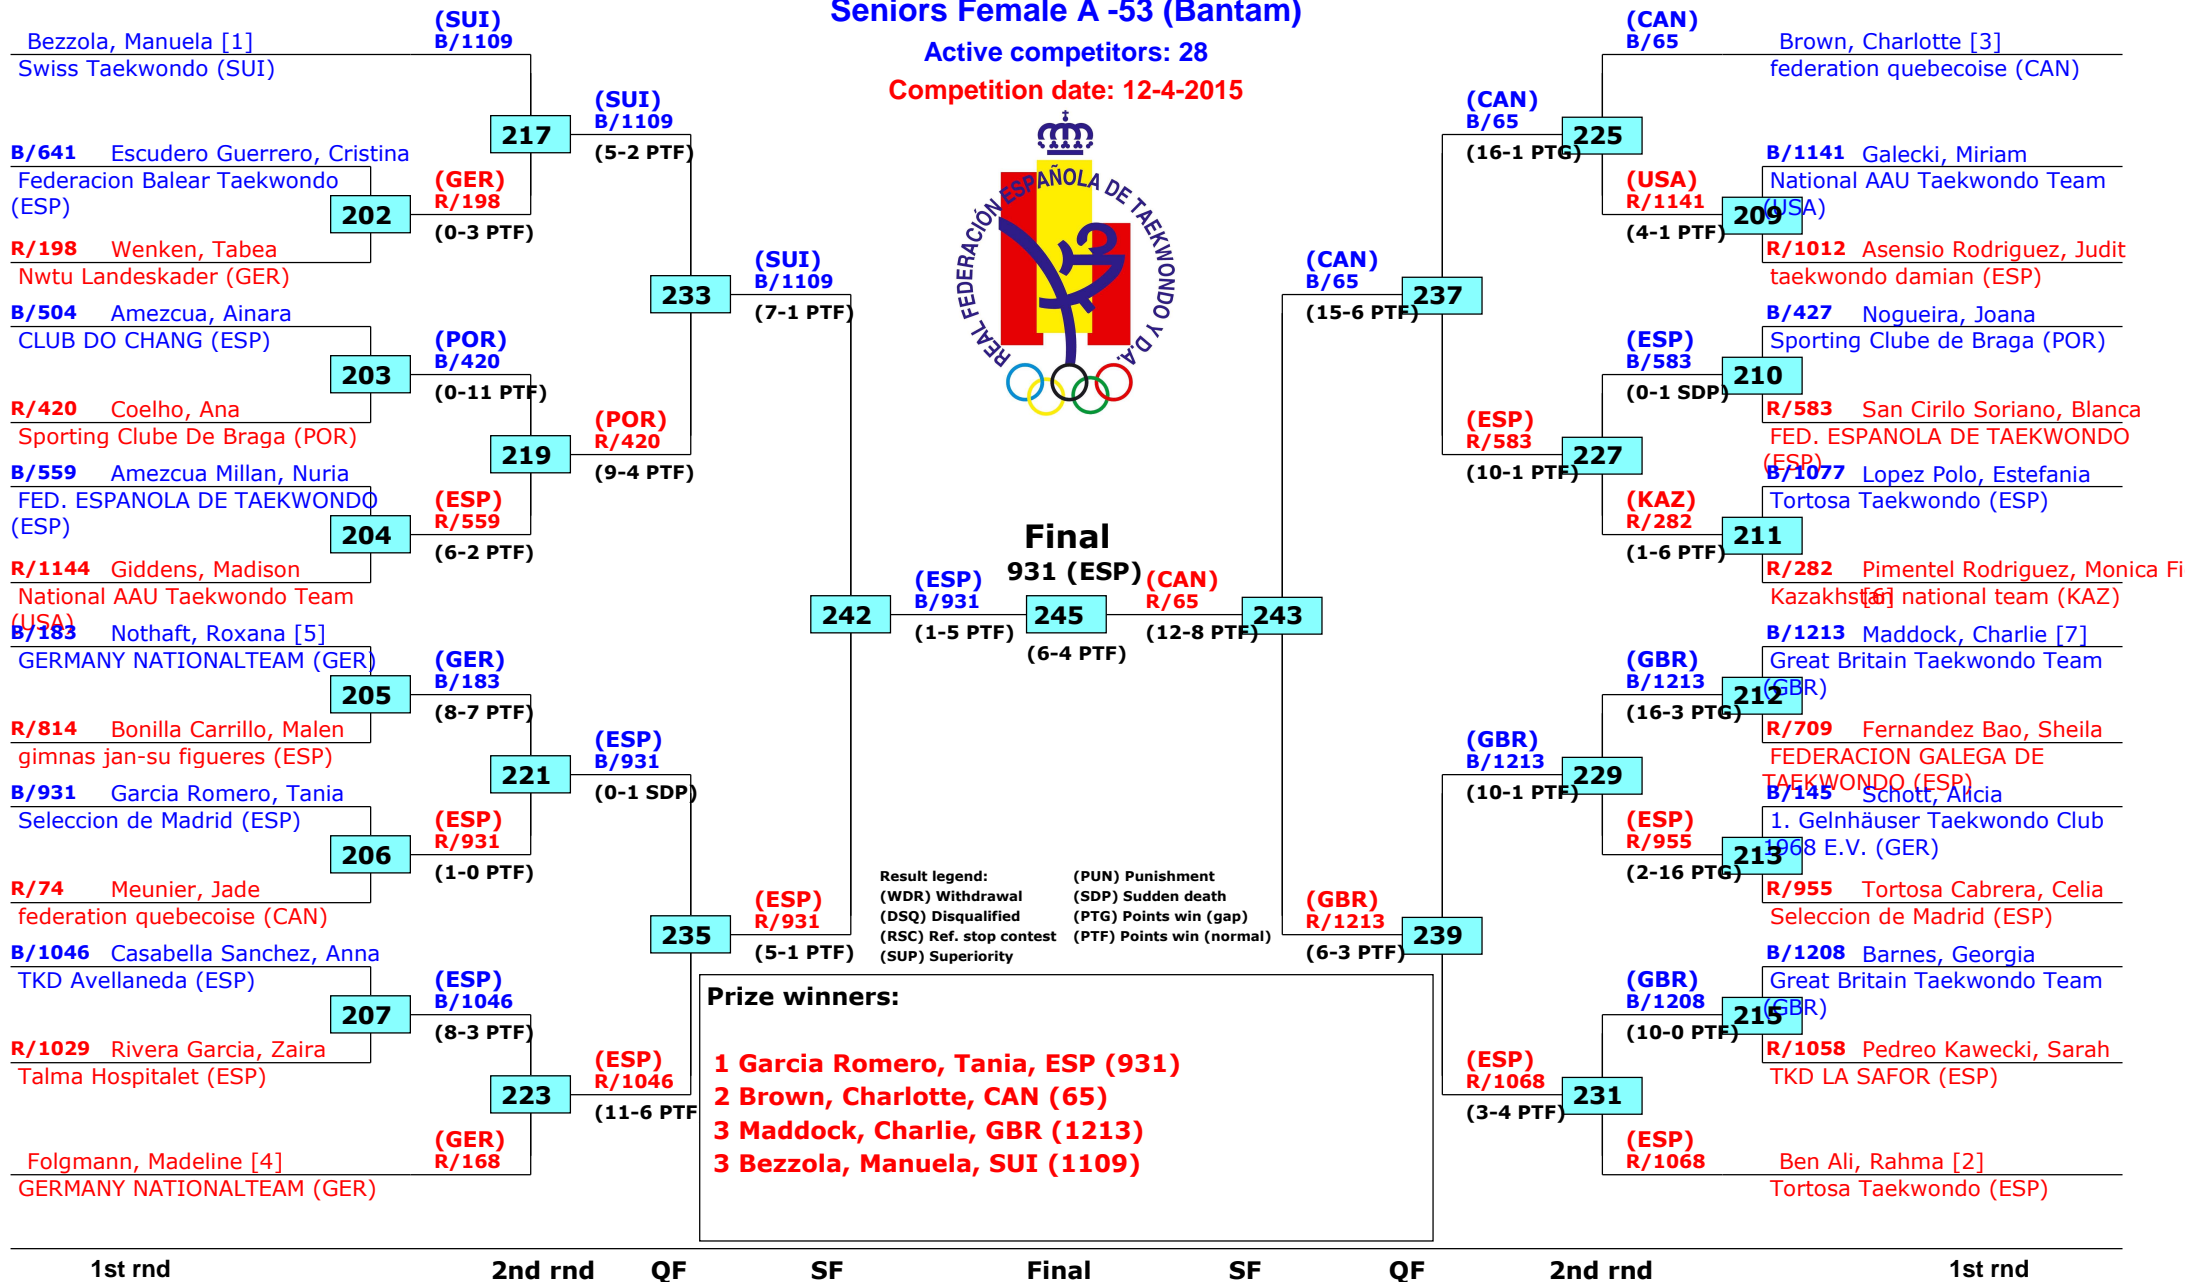 Seniors Female A -53 (Bantam)
Active competitors: 28
Competition date: 12-4-2015
REAL FEDERACIÓN ESPAÑOLA DE TAEKWONDO Y D.A.
Bezzola, Manuela [1]
Swiss Taekwondo (SUI)
B/641 Escudero Guerrero, Cristina
Federacion Balear Taekwondo
(ESP)
202
R/198 Wenken, Tabea
Nwtu Landeskader (GER)
B/504 Amezcua, Ainara
CLUB DO CHANG (ESP)
203
R/420 Coelho, Ana
Sporting Clube De Braga (POR)
B/559 Amezcua Millan, Nuria
FED. ESPANOLA DE TAEKWONDO
(ESP)
204
R/1144 Giddens, Madison
National AAU Taekwondo Team
(USA)
B/183 Nothaft, Roxana [5]
GERMANY NATIONALTEAM (GER)
205
R/814 Bonilla Carrillo, Malen
gimnas jan-su figueres (ESP)
B/931 Garcia Romero, Tania
Seleccion de Madrid (ESP)
206
R/74 Meunier, Jade
federation quebecoise (CAN)
B/1046 Casabella Sanchez, Anna
TKD Avellaneda (ESP)
207
R/1029 Rivera Garcia, Zaira
Talma Hospitalet (ESP)
Folgmann, Madeline [4]
GERMANY NATIONALTEAM (GER)
(SUI)
B/1109
217
(GER)
R/198
(0-3 PTF)
(POR)
B/420
(0-11 PTF)
219
(ESP)
R/559
(6-2 PTF)
(GER)
B/183
(8-7 PTF)
221
(ESP)
R/931
(1-0 PTF)
(ESP)
B/1046
(8-3 PTF)
223
(GER)
R/168
(SUI)
B/1109
(5-2 PTF)
233
(POR)
R/420
(9-4 PTF)
(ESP)
B/931
(0-1 SDP)
235
(ESP)
R/1046
(11-6 PTF
(SUI)
B/1109
(7-1 PTF)
242
(ESP)
R/931
(5-1 PTF)
(ESP)
B/931
(1-5 PTF)
Final
931 (ESP)
245
(6-4 PTF)
(CAN)
R/65
(12-8 PTF)
243
(CAN)
B/65
(15-6 PTF)
237
(GBR)
R/1213
(6-3 PTF)
239
(CAN)
B/65
(16-1 PTG)
225
(ESP)
R/583
(10-1 PTF)
227
(GBR)
B/1213
(10-1 PTF)
229
(ESP)
R/1068
(3-4 PTF)
231
(CAN)
B/65
(USA)
R/1141
(4-1 PTF)
(ESP)
B/583
(0-1 SDP)
(KAZ)
R/282
(1-6 PTF)
(GBR)
B/1213
(16-3 PTG)
(ESP)
R/955
(2-16 PTG)
(GBR)
B/1208
(10-0 PTF)
(ESP)
R/1068
Brown, Charlotte [3]
federation quebecoise (CAN)
B/1141 Galecki, Miriam
National AAU Taekwondo Team
(USA)
209
R/1012 Asensio Rodriguez, Judit
taekwondo damian (ESP)
B/427 Nogueira, Joana
Sporting Clube de Braga (POR)
210
R/583 San Cirilo Soriano, Blanca
FED. ESPANOLA DE TAEKWONDO
(ESP)
B/1077 Lopez Polo, Estefania
Tortosa Taekwondo (ESP)
211
R/282 Pimentel Rodriguez, Monica Fi
[6]
Kazakhstan national team (KAZ)
B/1213 Maddock, Charlie [7]
Great Britain Taekwondo Team
(GBR)
212
R/709 Fernandez Bao, Sheila
FEDERACION GALEGA DE
TAEKWONDO (ESP)
B/145 Schott, Alicia
1. Gelnhäuser Taekwondo Club
1968 E.V. (GER)
213
R/955 Tortosa Cabrera, Celia
Seleccion de Madrid (ESP)
B/1208 Barnes, Georgia
Great Britain Taekwondo Team
(GBR)
215
R/1058 Pedreo Kawecki, Sarah
TKD LA SAFOR (ESP)
Ben Ali, Rahma [2]
Tortosa Taekwondo (ESP)
Result legend:
(WDR) Withdrawal
(DSQ) Disqualified
(RSC) Ref. stop contest
(SUP) Superiority
(PUN) Punishment
(SDP) Sudden death
(PTG) Points win (gap)
(PTF) Points win (normal)
Prize winners:
1 Garcia Romero, Tania, ESP (931)
2 Brown, Charlotte, CAN (65)
3 Maddock, Charlie, GBR (1213)
3 Bezzola, Manuela, SUI (1109)
1st rnd 2nd rnd QF SF Final SF QF 2nd rnd 1st rnd